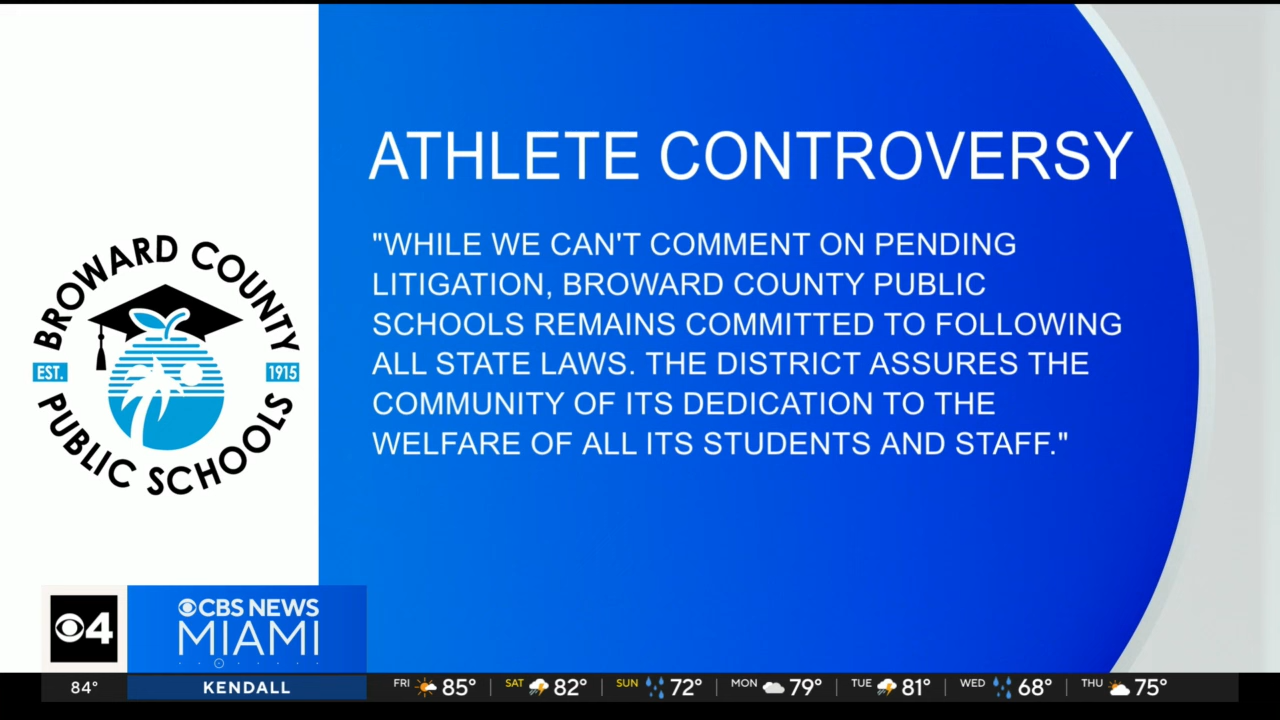 ATHLETE CONTROVERSY
"WHILE WE CAN'T COMMENT ON PENDING
LITIGATION, BROWARD COUNTY PUBLIC
SCHOOLS REMAINS COMMITTED TO FOLLOWING
ALL STATE LAWS. THE DISTRICT ASSURES THE
COMMUNITY OF ITS DEDICATION TO THE
WELFARE OF ALL ITS STUDENTS AND STAFF."
BROWARD COUNTY
EST. 1915
PUBLIC SCHOOLS
4
CBS NEWS
MIAMI
84° KENDALL FRI 85° SAT 82° SUN 72° MON 79° TUE 81° WED 68° THU 75°